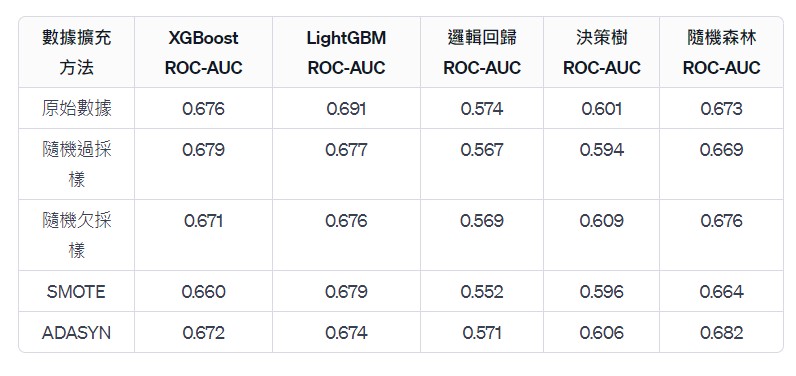 數據擴充方法 XGBoost ROC-AUC LightGBM ROC-AUC 邏輯回歸 ROC-AUC 決策樹 ROC-AUC 隨機森林 ROC-AUC
原始數據 0.676 0.691 0.574 0.601 0.673
隨機過採樣 0.679 0.677 0.567 0.594 0.669
隨機欠採樣 0.671 0.676 0.569 0.609 0.676
SMOTE 0.660 0.679 0.552 0.596 0.664
ADASYN 0.672 0.674 0.571 0.606 0.682